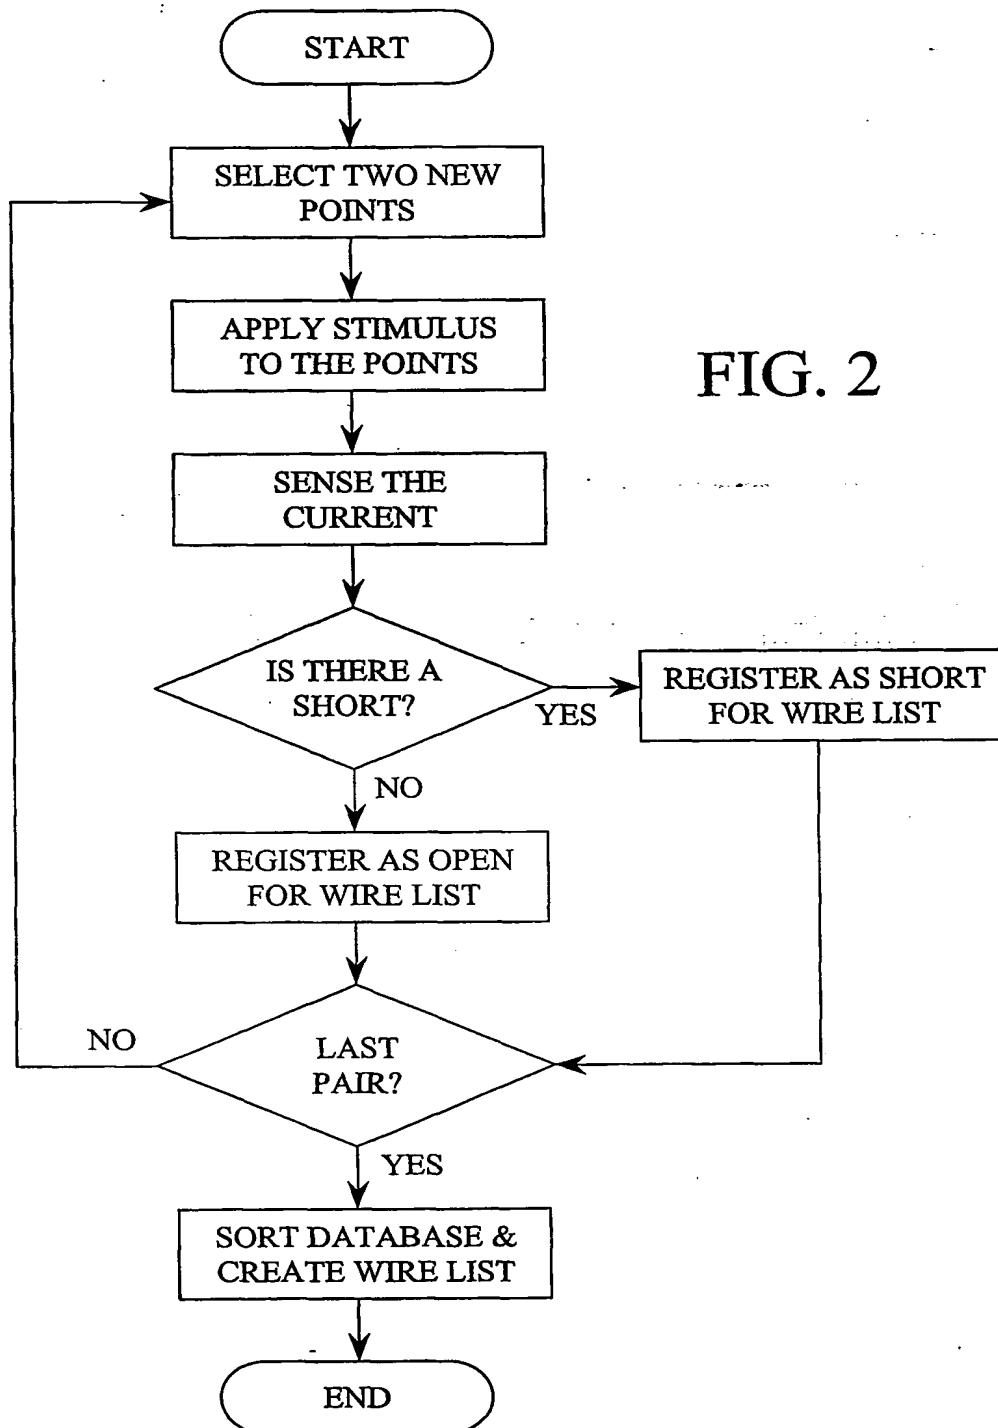 START
SELECT TWO NEW
POINTS
APPLY STIMULUS
TO THE POINTS
FIG. 2
SENSE THE
CURRENT
IS THERE A
SHORT?
YES
REGISTER AS SHORT
FOR WIRE LIST
NO
REGISTER AS OPEN
FOR WIRE LIST
NO
LAST
PAIR?
YES
SORT DATABASE &
CREATE WIRE LIST
END